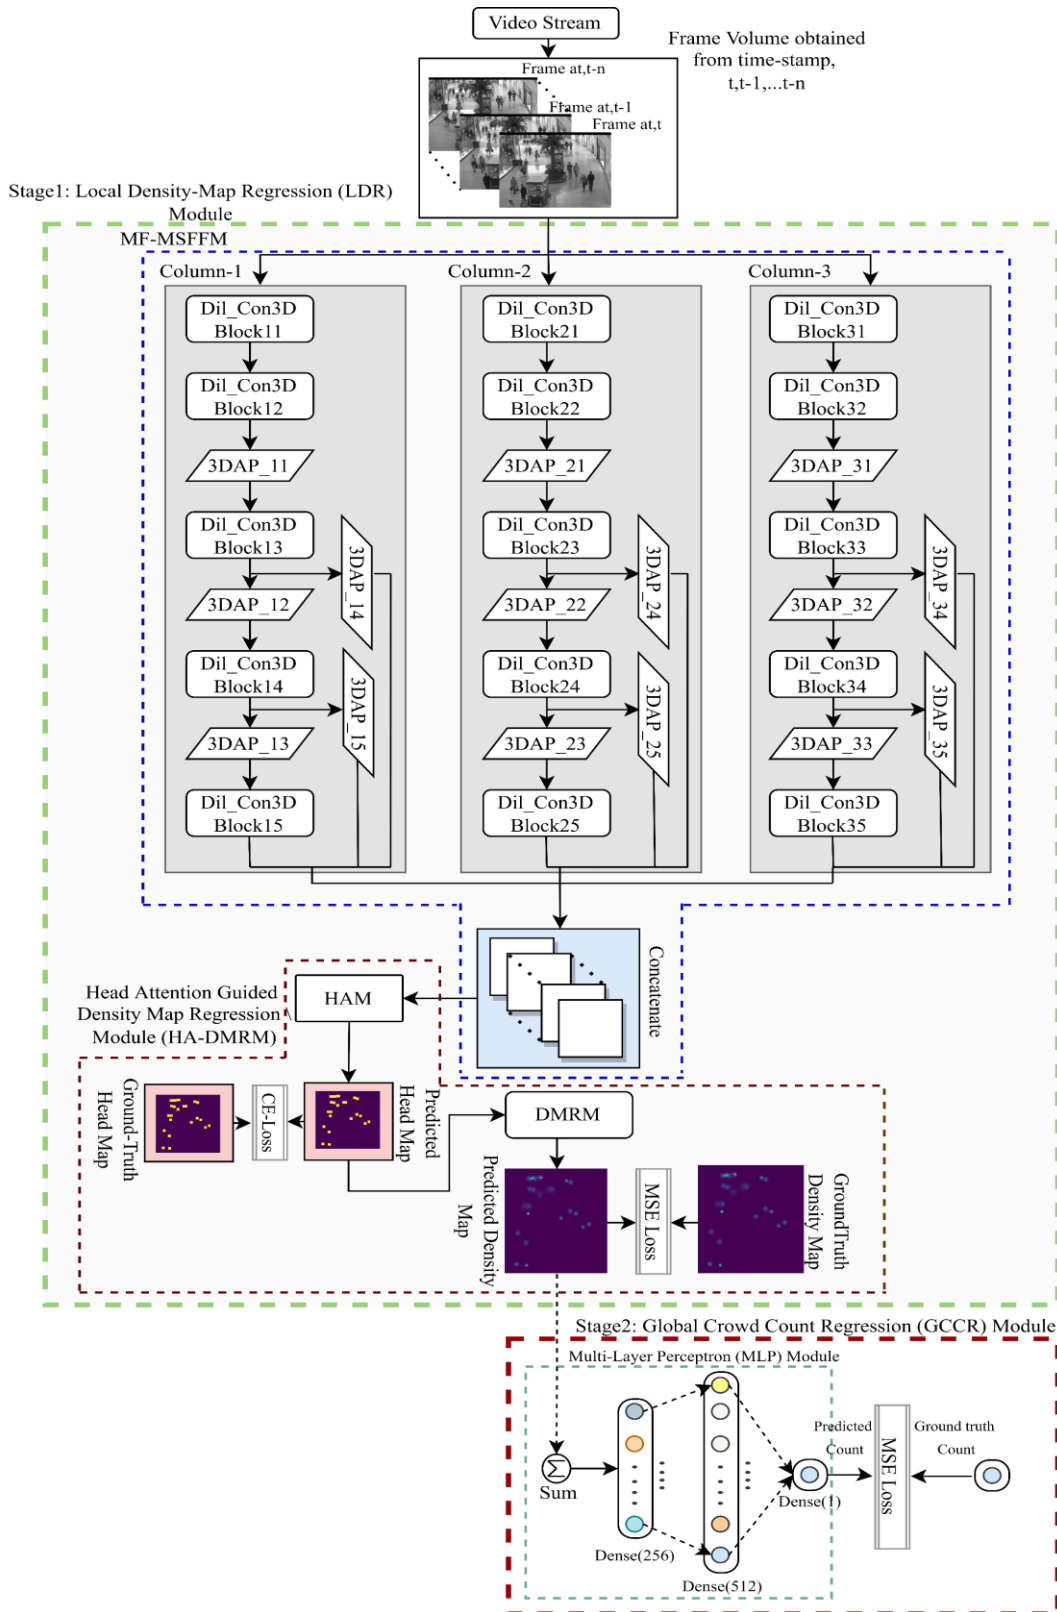 Video Stream
Frame Volume obtained
from time-stamp,
t,t-1,...t-n
Frame at,t-n
Frame at,t-1
Frame at,t
Stage1: Local Density-Map Regression (LDR)
Module
MF-MSFFM
Column-1
Dil_Con3D
Block11
Dil_Con3D
Block12
3DAP_11
Dil_Con3D
Block13
3DAP_14
3DAP_12
Dil_Con3D
Block14
3DAP_15
3DAP_13
Dil_Con3D
Block15
Column-2
Dil_Con3D
Block21
Dil_Con3D
Block22
3DAP_21
Dil_Con3D
Block23
3DAP_24
3DAP_22
Dil_Con3D
Block24
3DAP_25
3DAP_23
Dil_Con3D
Block25
Column-3
Dil_Con3D
Block31
Dil_Con3D
Block32
3DAP_31
Dil_Con3D
Block33
3DAP_34
3DAP_32
Dil_Con3D
Block34
3DAP_35
3DAP_33
Dil_Con3D
Block35
Concatenate
Head Attention Guided
Density Map Regression \
Module (HA-DMRM)
HAM
Ground-Truth
Head Map
CE-Loss
Predicted
Head Map
DMRM
Predicted Density
Map
MSE Loss
GroundTruth
Density Map
Stage2: Global Crowd Count Regression (GCCR) Module
Multi-Layer Perceptron (MLP) Module
Σ
Sum
Dense(256)
Dense(512)
Dense(1)
Predicted
Count
MSE Loss
Ground truth
Count